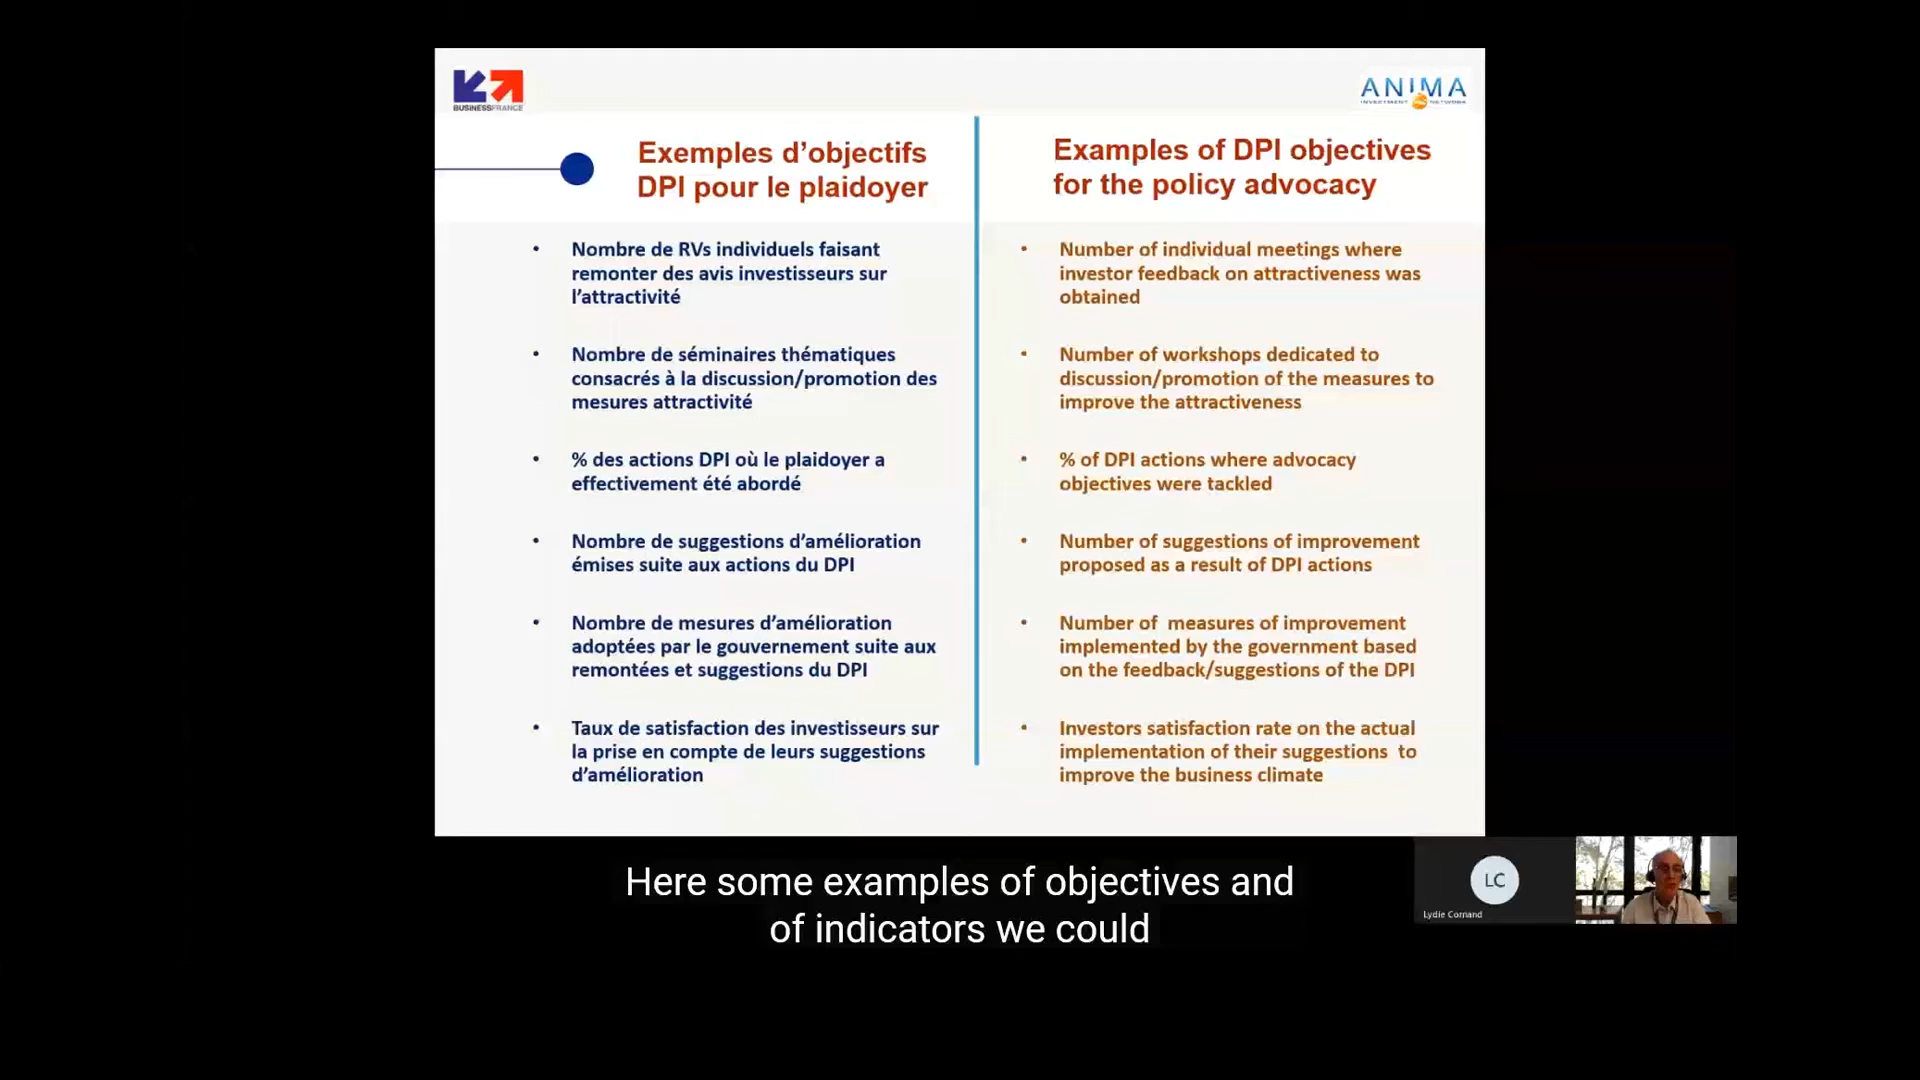 BUSINESSFRANCE
ANIMA
INVESTMENT NETWORK
Exemples d’objectifs
DPI pour le plaidoyer
• Nombre de RVs individuels faisant
remonter des avis investisseurs sur
l’attractivité
• Nombre de séminaires thématiques
consacrés à la discussion/promotion des
mesures attractivité
• % des actions DPI où le plaidoyer a
effectivement été abordé
• Nombre de suggestions d’amélioration
émises suite aux actions du DPI
• Nombre de mesures d’amélioration
adoptées par le gouvernement suite aux
remontées et suggestions du DPI
• Taux de satisfaction des investisseurs sur
la prise en compte de leurs suggestions
d’amélioration
Examples of DPI objectives
for the policy advocacy
• Number of individual meetings where
investor feedback on attractiveness was
obtained
• Number of workshops dedicated to
discussion/promotion of the measures to
improve the attractiveness
• % of DPI actions where advocacy
objectives were tackled
• Number of suggestions of improvement
proposed as a result of DPI actions
• Number of  measures of improvement
implemented by the government based
on the feedback/suggestions of the DPI
• Investors satisfaction rate on the actual
implementation of their suggestions  to
improve the business climate
LC
Lydie Cornand
Here some examples of objectives and
of indicators we could